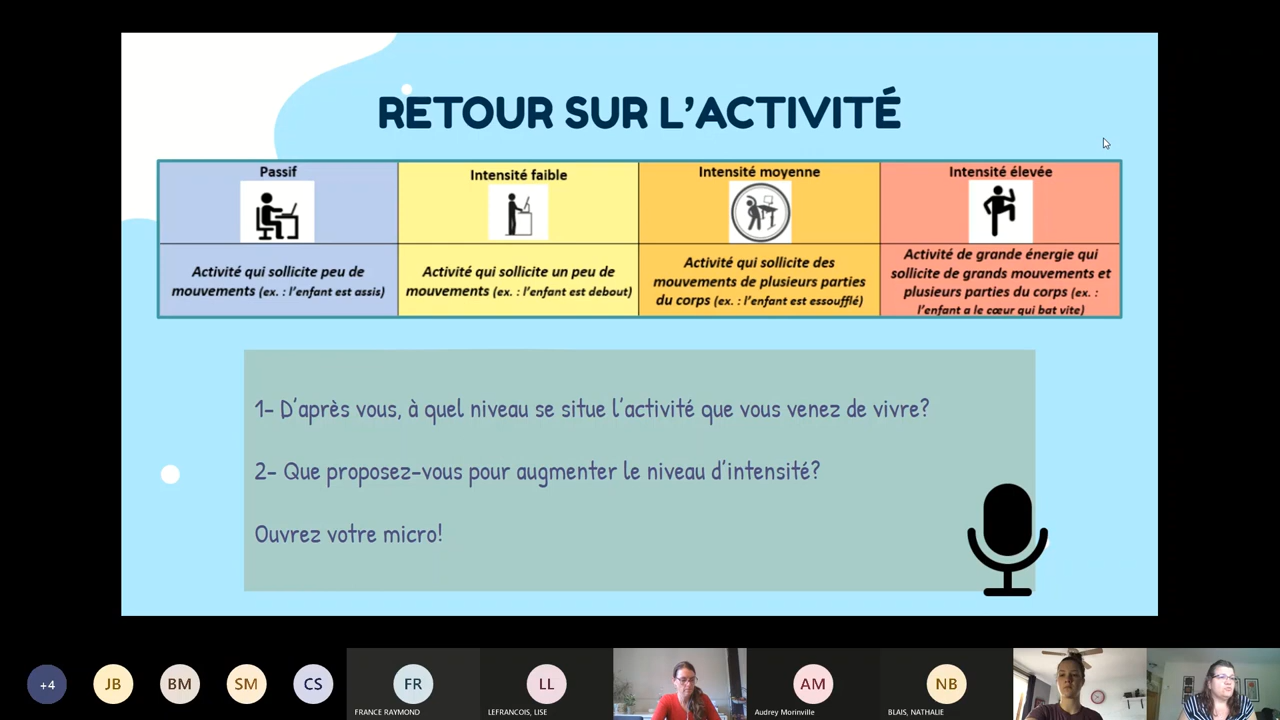 RETOUR SUR L’ACTIVITÉ
Passif
Intensité faible
Intensité moyenne
Intensité élevée
Activité qui sollicite peu de
mouvements (ex. : l’enfant est assis)
Activité qui sollicite un peu de
mouvements (ex. : l’enfant est debout)
Activité qui sollicite des
mouvements de plusieurs parties
du corps (ex. : l’enfant est essoufflé)
Activité de grande énergie qui
sollicite de grands mouvements et
plusieurs parties du corps (ex. :
l’enfant a le cœur qui bat vite)
1- D’après vous, à quel niveau se situe l’activité que vous venez de vivre?
2- Que proposez-vous pour augmenter le niveau d’intensité?
Ouvrez votre micro!
+4
JB
BM
SM
CS
FR
FRANCE RAYMOND
LL
LEFRANCOIS, LISE
AM
Audrey Morinville
NB
BLAIS, NATHALIE